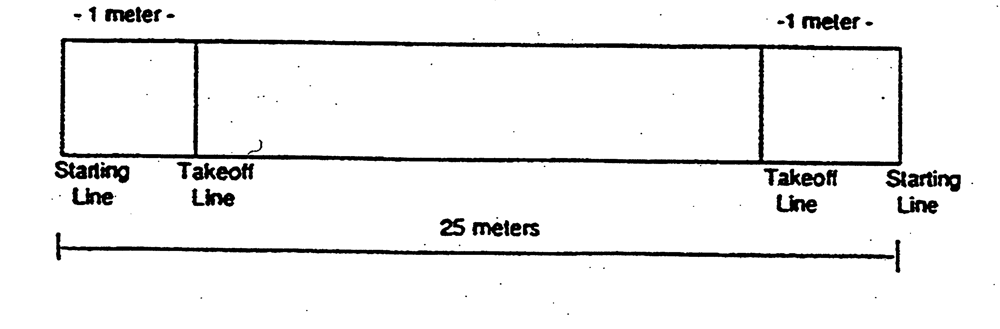 - 1 meter -
-1 meter -
Starting
Line
Takeoff
Line
Takeoff
Line
Starting
Line
25 meters